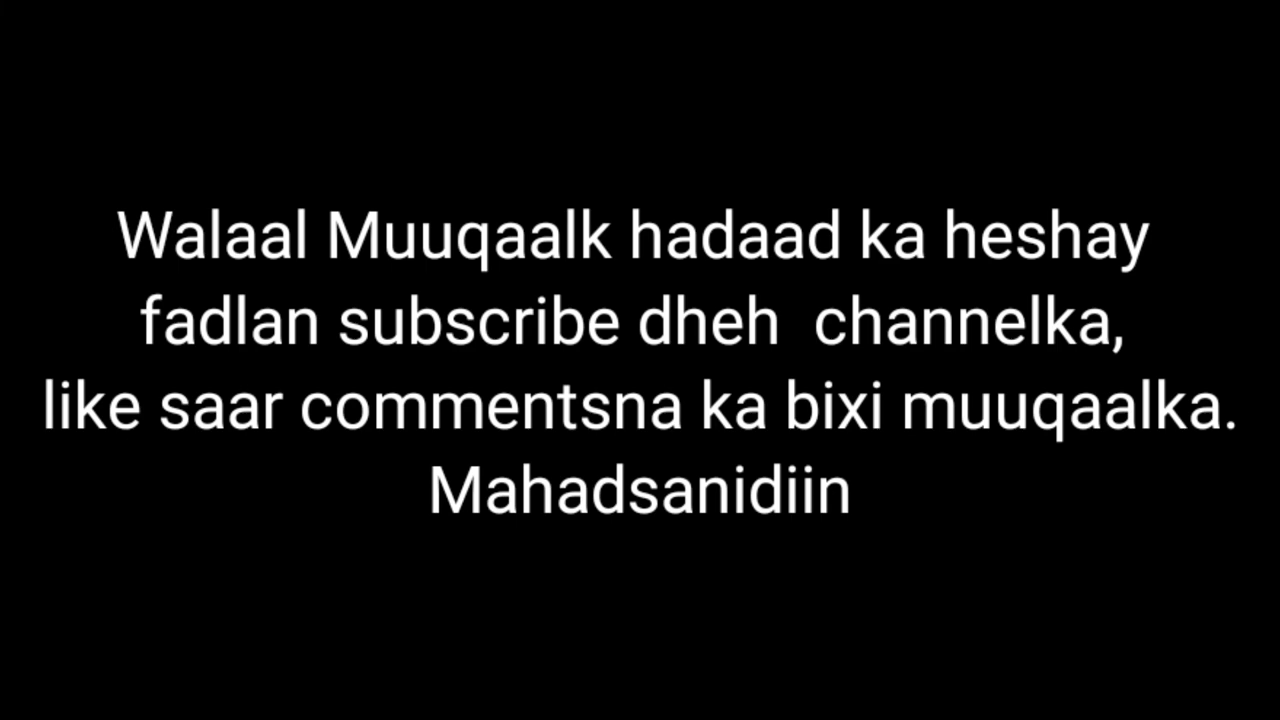 Walaal Muuqaalk hadaad ka heshay
fadlan subscribe dheh  channelka,
like saar commentsna ka bixi muuqaalka.
Mahadsanidiin